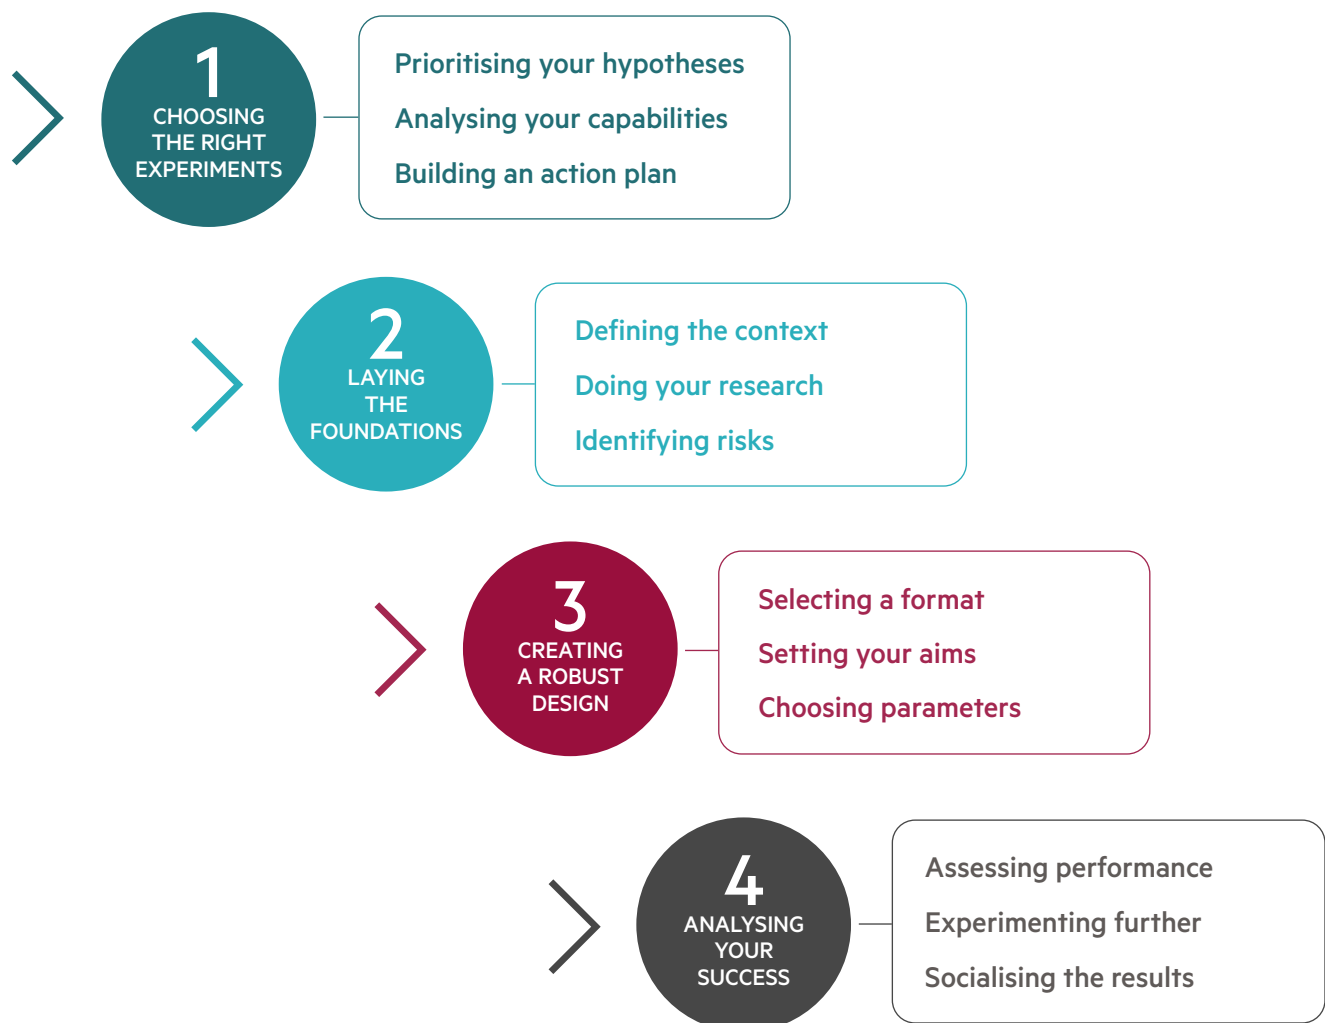 1
CHOOSING
THE RIGHT
EXPERIMENTS
Prioritising your hypotheses
Analysing your capabilities
Building an action plan
2
LAYING
THE
FOUNDATIONS
Defining the context
Doing your research
Identifying risks
3
CREATING
A ROBUST
DESIGN
Selecting a format
Setting your aims
Choosing parameters
4
ANALYSING
YOUR
SUCCESS
Assessing performance
Experimenting further
Socialising the results